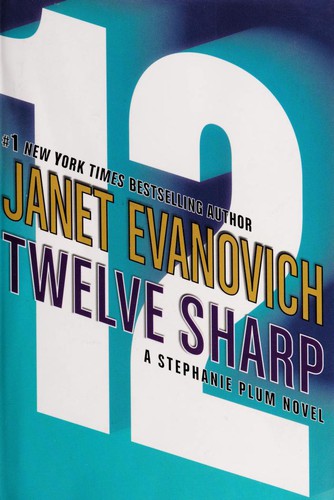 12
#1 NEW YORK TIMES BESTSELLING AUTHOR
JANET EVANOVICH
TWELVE SHARP
A STEPHANIE PLUM NOVEL